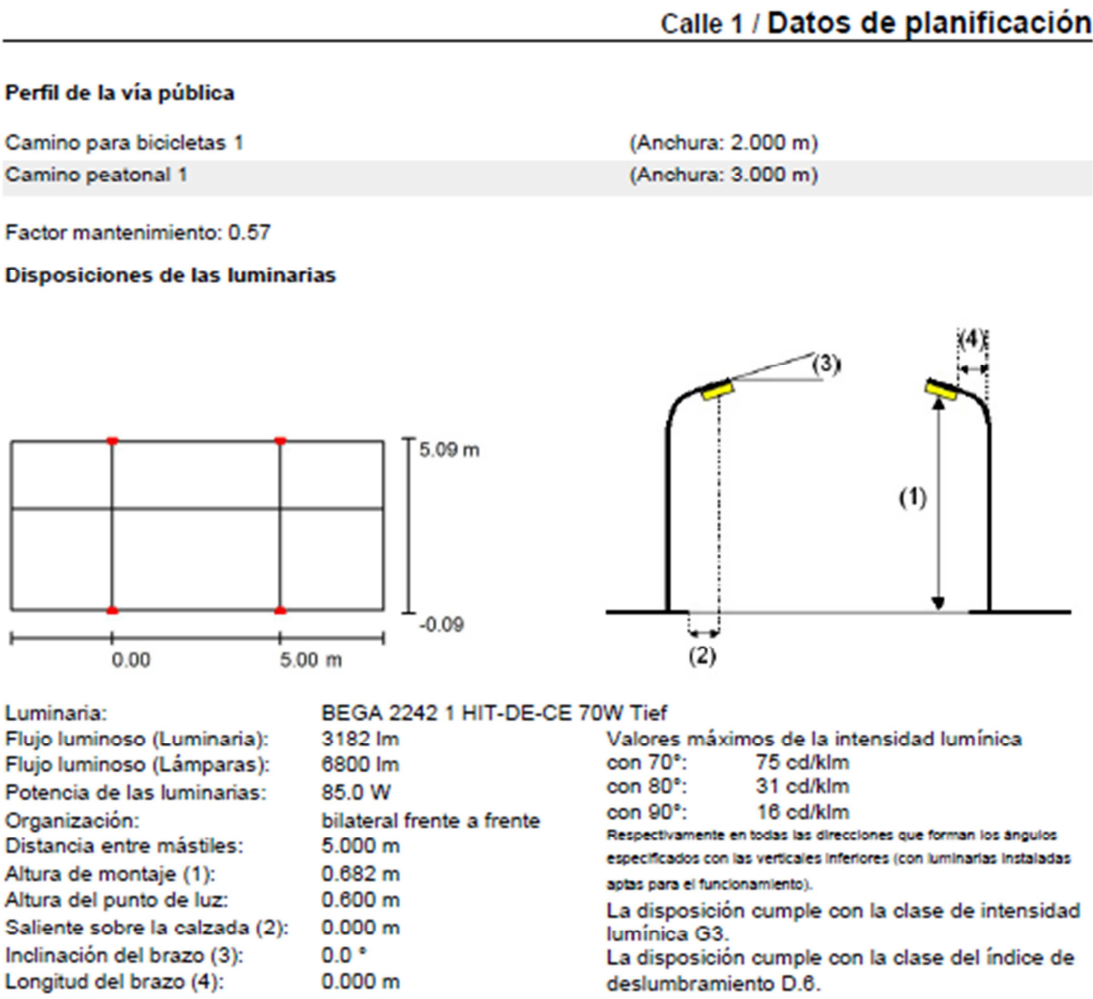 Calle 1 / Datos de planificación
Perfil de la vía pública
Camino para bicicletas 1 (Anchura: 2.000 m)
Camino peatonal 1 (Anchura: 3.000 m)
Factor mantenimiento: 0.57
Disposiciones de las luminarias
5.09 m
-0.09
0.00 5.00 m
(3)
(4)
(1)
(2)
Luminaria: BEGA 2242 1 HIT-DE-CE 70W Tief
Flujo luminoso (Luminaria): 3182 lm
Flujo luminoso (Lámparas): 6800 lm
Potencia de las luminarias: 85.0 W
Organización: bilateral frente a frente
Distancia entre mástiles: 5.000 m
Altura de montaje (1): 0.682 m
Altura del punto de luz: 0.600 m
Saliente sobre la calzada (2): 0.000 m
Inclinación del brazo (3): 0.0 °
Longitud del brazo (4): 0.000 m
Valores máximos de la intensidad lumínica
con 70°: 75 cd/klm
con 80°: 31 cd/klm
con 90°: 16 cd/klm
Respectivamente en todas las direcciones que forman los ángulos
especificados con las verticales inferiores (con luminarias instaladas
aptas para el funcionamiento).
La disposición cumple con la clase de intensidad
lumínica G3.
La disposición cumple con la clase del índice de
deslumbramiento D.6.